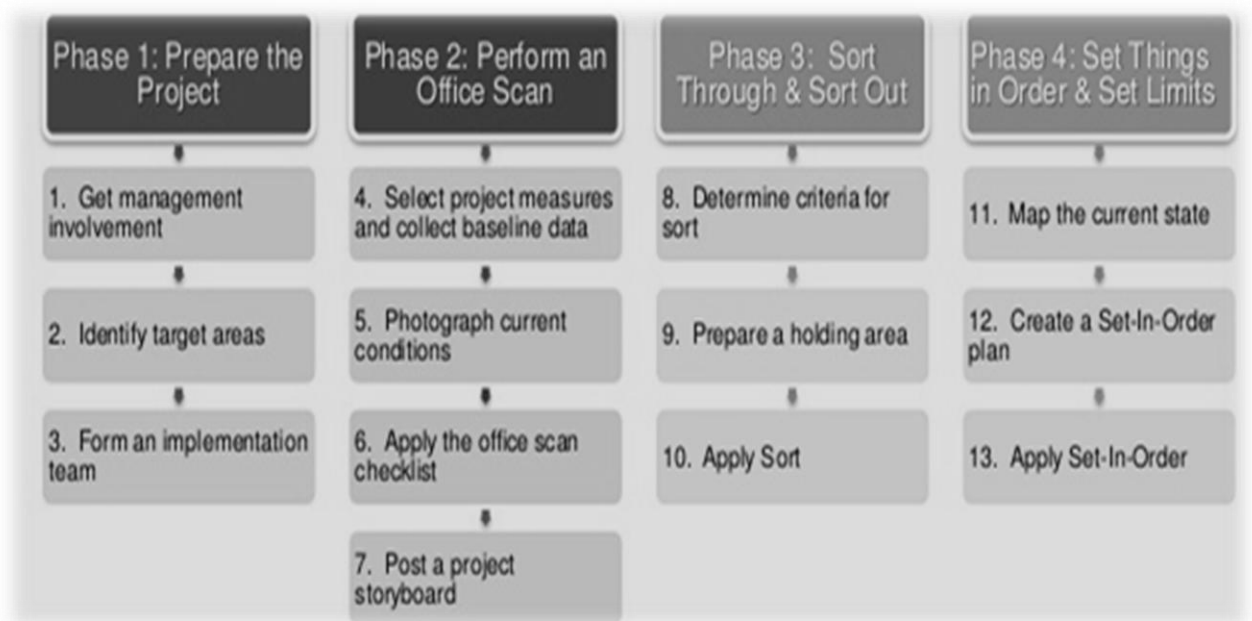 Phase 1: Prepare the
Project
1. Get management
involvement
2. Identify target areas
3. Form an implementation
team
Phase 2: Perform an
Office Scan
4. Select project measures
and collect baseline data
5. Photograph current
conditions
6. Apply the office scan
checklist
7. Post a project
storyboard
Phase 3: Sort
Through & Sort Out
8. Determine criteria for
sort
9. Prepare a holding area
10. Apply Sort
Phase 4: Set Things
in Order & Set Limits
11. Map the current state
12. Create a Set-In-Order
plan
13. Apply Set-In-Order